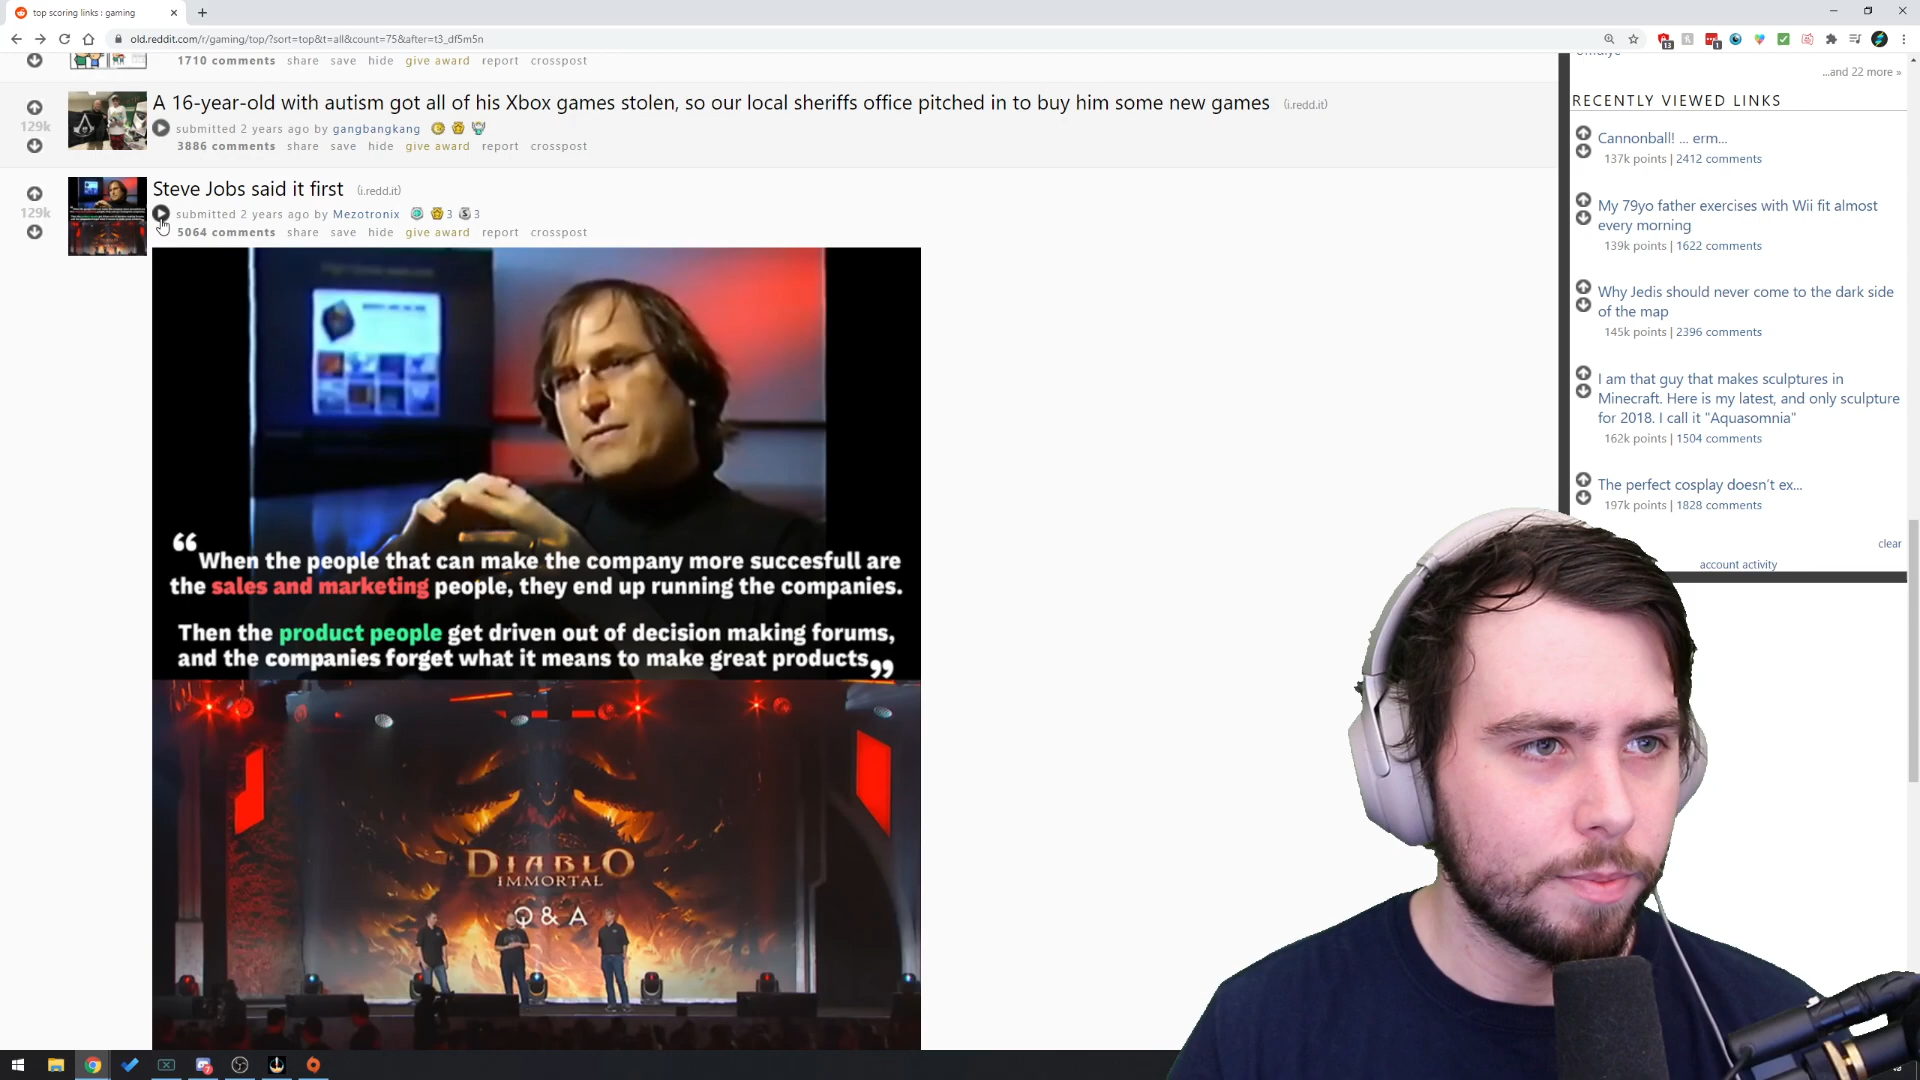 top scoring links : gaming
old.reddit.com/r/gaming/top/?sort=top&t=all&count=75&after=t3_df5m5n
1710 comments share save hide give award report crosspost
129k
A 16-year-old with autism got all of his Xbox games stolen, so our local sheriffs office pitched in to buy him some new games (i.redd.it)
submitted 2 years ago by gangbangkang
3886 comments share save hide give award report crosspost
129k
Steve Jobs said it first (i.redd.it)
submitted 2 years ago by Mezotronix 3 3
5064 comments share save hide give award report crosspost
“When the people that can make the company more succesfull are
the sales and marketing people, they end up running the companies.
Then the product people get driven out of decision making forums,
and the companies forget what it means to make great products„
DIABLO
IMMORTAL
Q & A
...and 22 more »
RECENTLY VIEWED LINKS
Cannonball! ... erm...
137k points | 2412 comments
My 79yo father exercises with Wii fit almost
every morning
139k points | 1622 comments
Why Jedis should never come to the dark side
of the map
145k points | 2396 comments
I am that guy that makes sculptures in
Minecraft. Here is my latest, and only sculpture
for 2018. I call it "Aquasomnia"
162k points | 1504 comments
The perfect cosplay doesn’t ex...
197k points | 1828 comments
clear
account activity